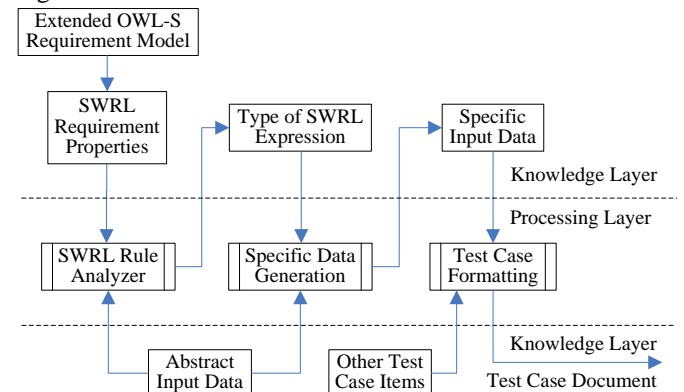 Extended OWL-S
Requirement Model
SWRL
Requirement
Properties
Type of SWRL
Expression
Specific
Input Data
Knowledge Layer
Processing Layer
SWRL Rule
Analyzer
Specific Data
Generation
Test Case
Formatting
Knowledge Layer
Abstract
Input Data
Other Test
Case Items
Test Case Document